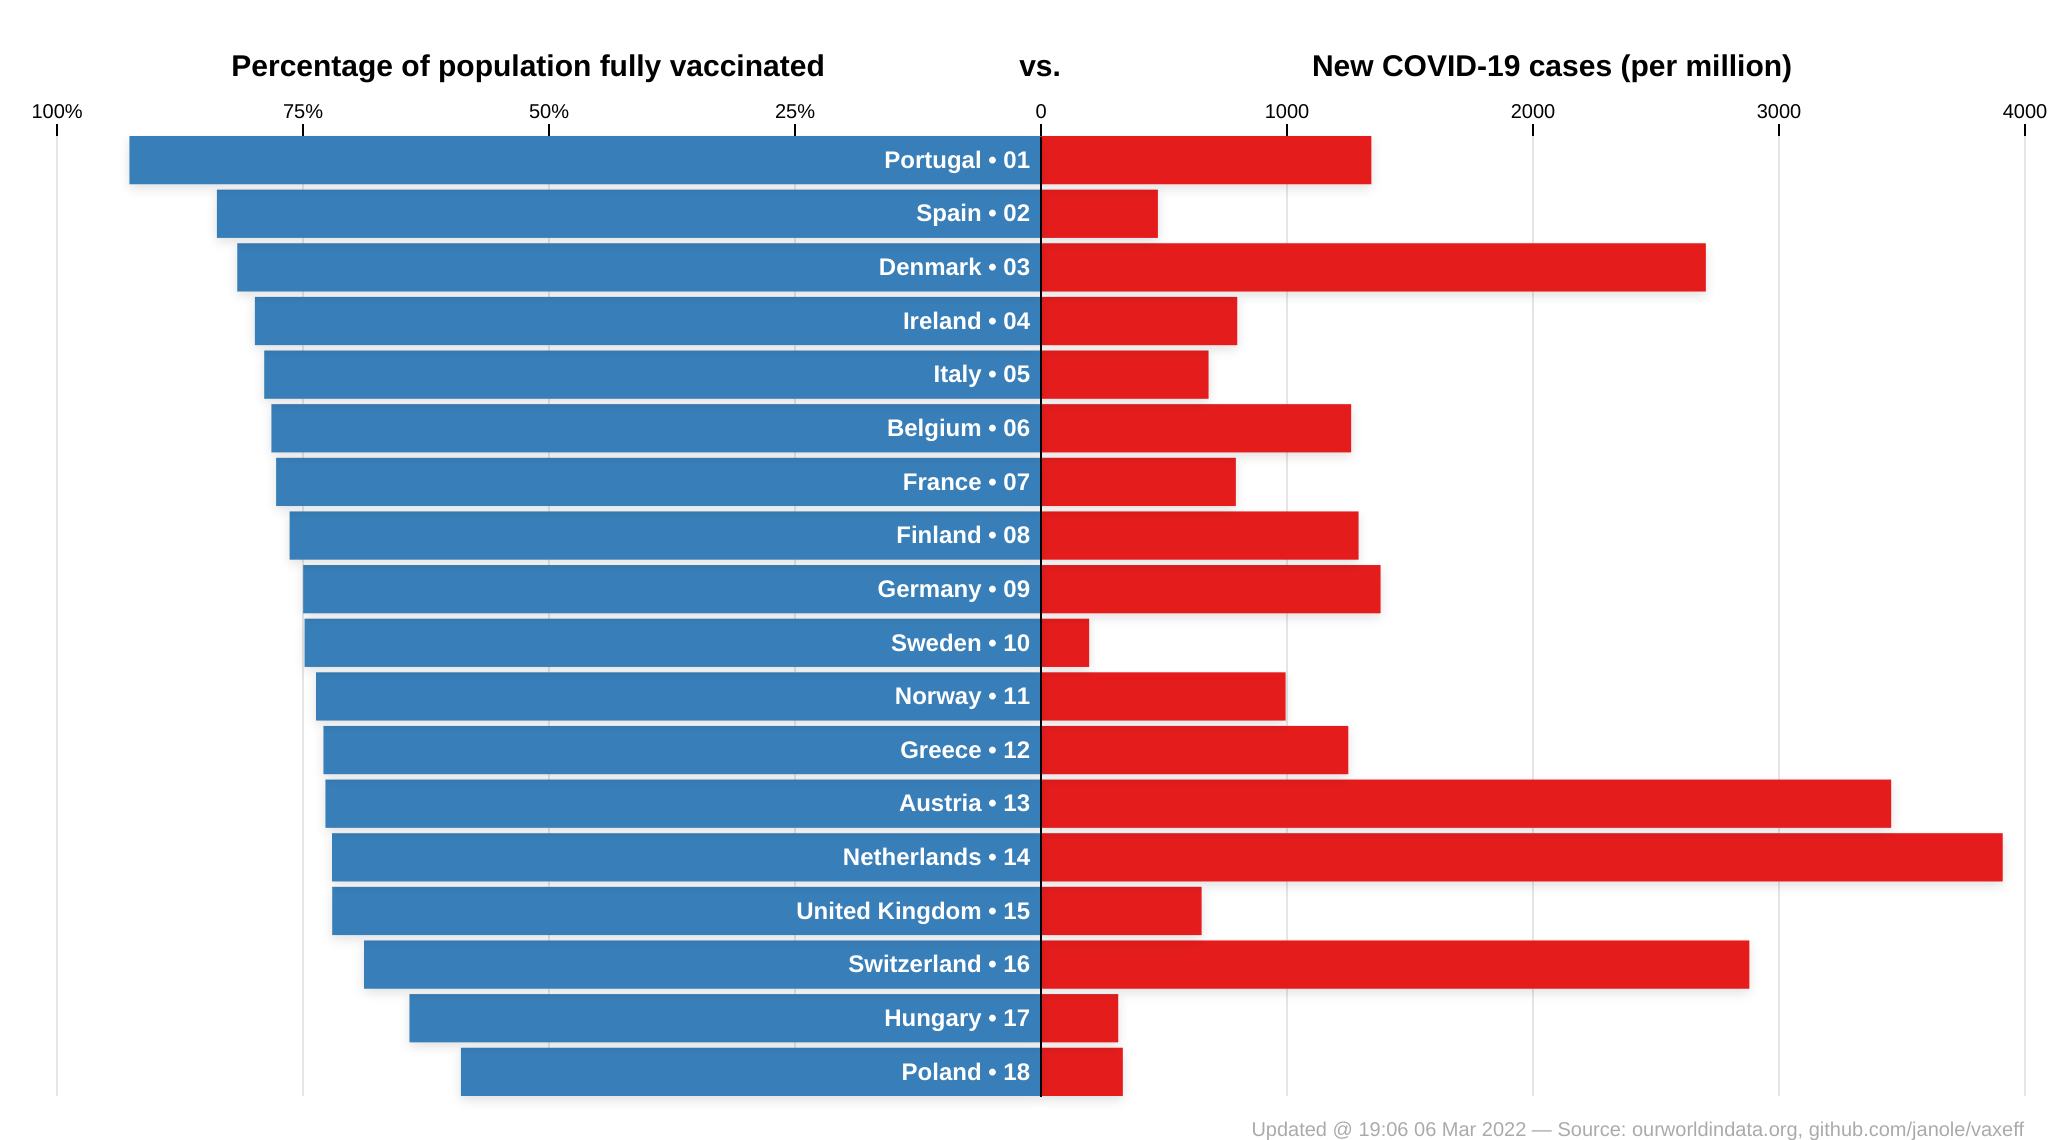 Percentage of population fully vaccinated vs. New COVID-19 cases (per million)
100% 75% 50% 25% 0 1000 2000 3000 4000
Portugal • 01
Spain • 02
Denmark • 03
Ireland • 04
Italy • 05
Belgium • 06
France • 07
Finland • 08
Germany • 09
Sweden • 10
Norway • 11
Greece • 12
Austria • 13
Netherlands • 14
United Kingdom • 15
Switzerland • 16
Hungary • 17
Poland • 18
Updated @ 19:06 06 Mar 2022 — Source: ourworldindata.org, github.com/janole/vaxeff